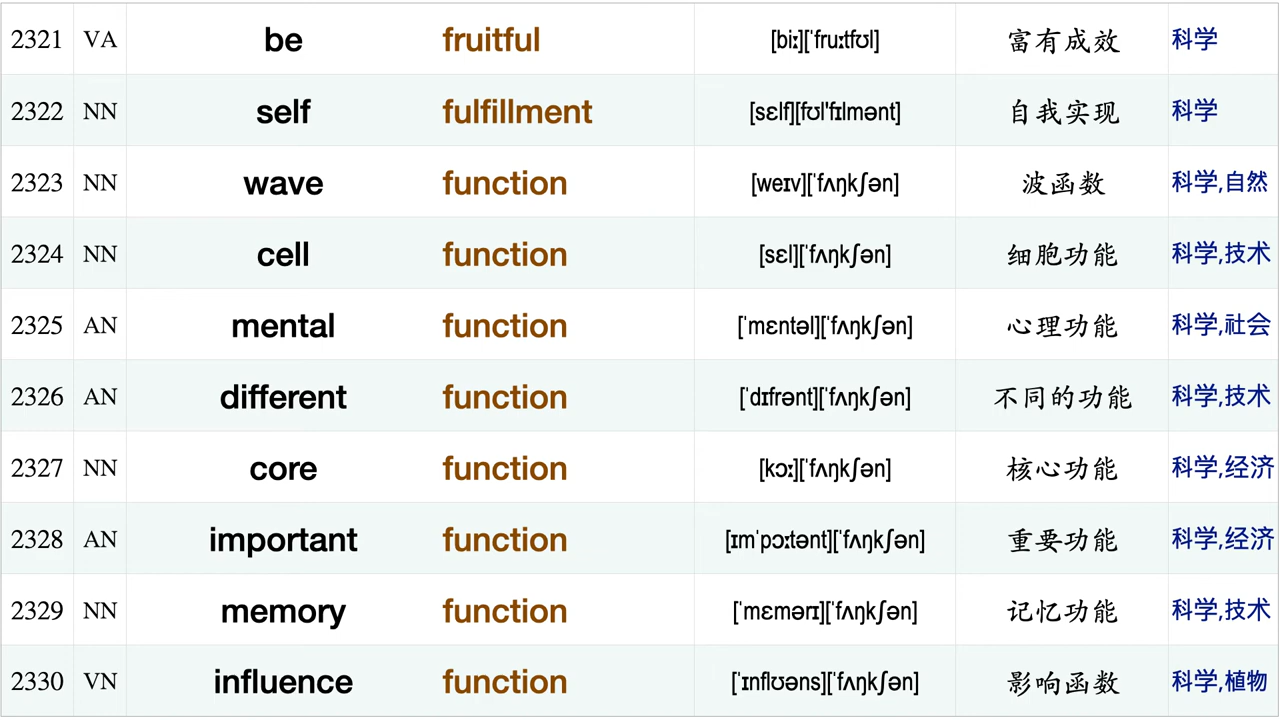 2321 VA be fruitful [biː][ˈfruːtfʊl] 富有成效 科学
2322 NN self fulfillment [sɛlf][fʊl'fɪlmənt] 自我实现 科学
2323 NN wave function [weɪv][ˈfʌŋkʃən] 波函数 科学,自然
2324 NN cell function [sɛl][ˈfʌŋkʃən] 细胞功能 科学,技术
2325 AN mental function [ˈmɛntəl][ˈfʌŋkʃən] 心理功能 科学,社会
2326 AN different function [ˈdɪfrənt][ˈfʌŋkʃən] 不同的功能 科学,技术
2327 NN core function [kɔː][ˈfʌŋkʃən] 核心功能 科学,经济
2328 AN important function [ɪmˈpɔːtənt][ˈfʌŋkʃən] 重要功能 科学,经济
2329 NN memory function [ˈmɛmərɪ][ˈfʌŋkʃən] 记忆功能 科学,技术
2330 VN influence function [ˈɪnflʊəns][ˈfʌŋkʃən] 影响函数 科学,植物